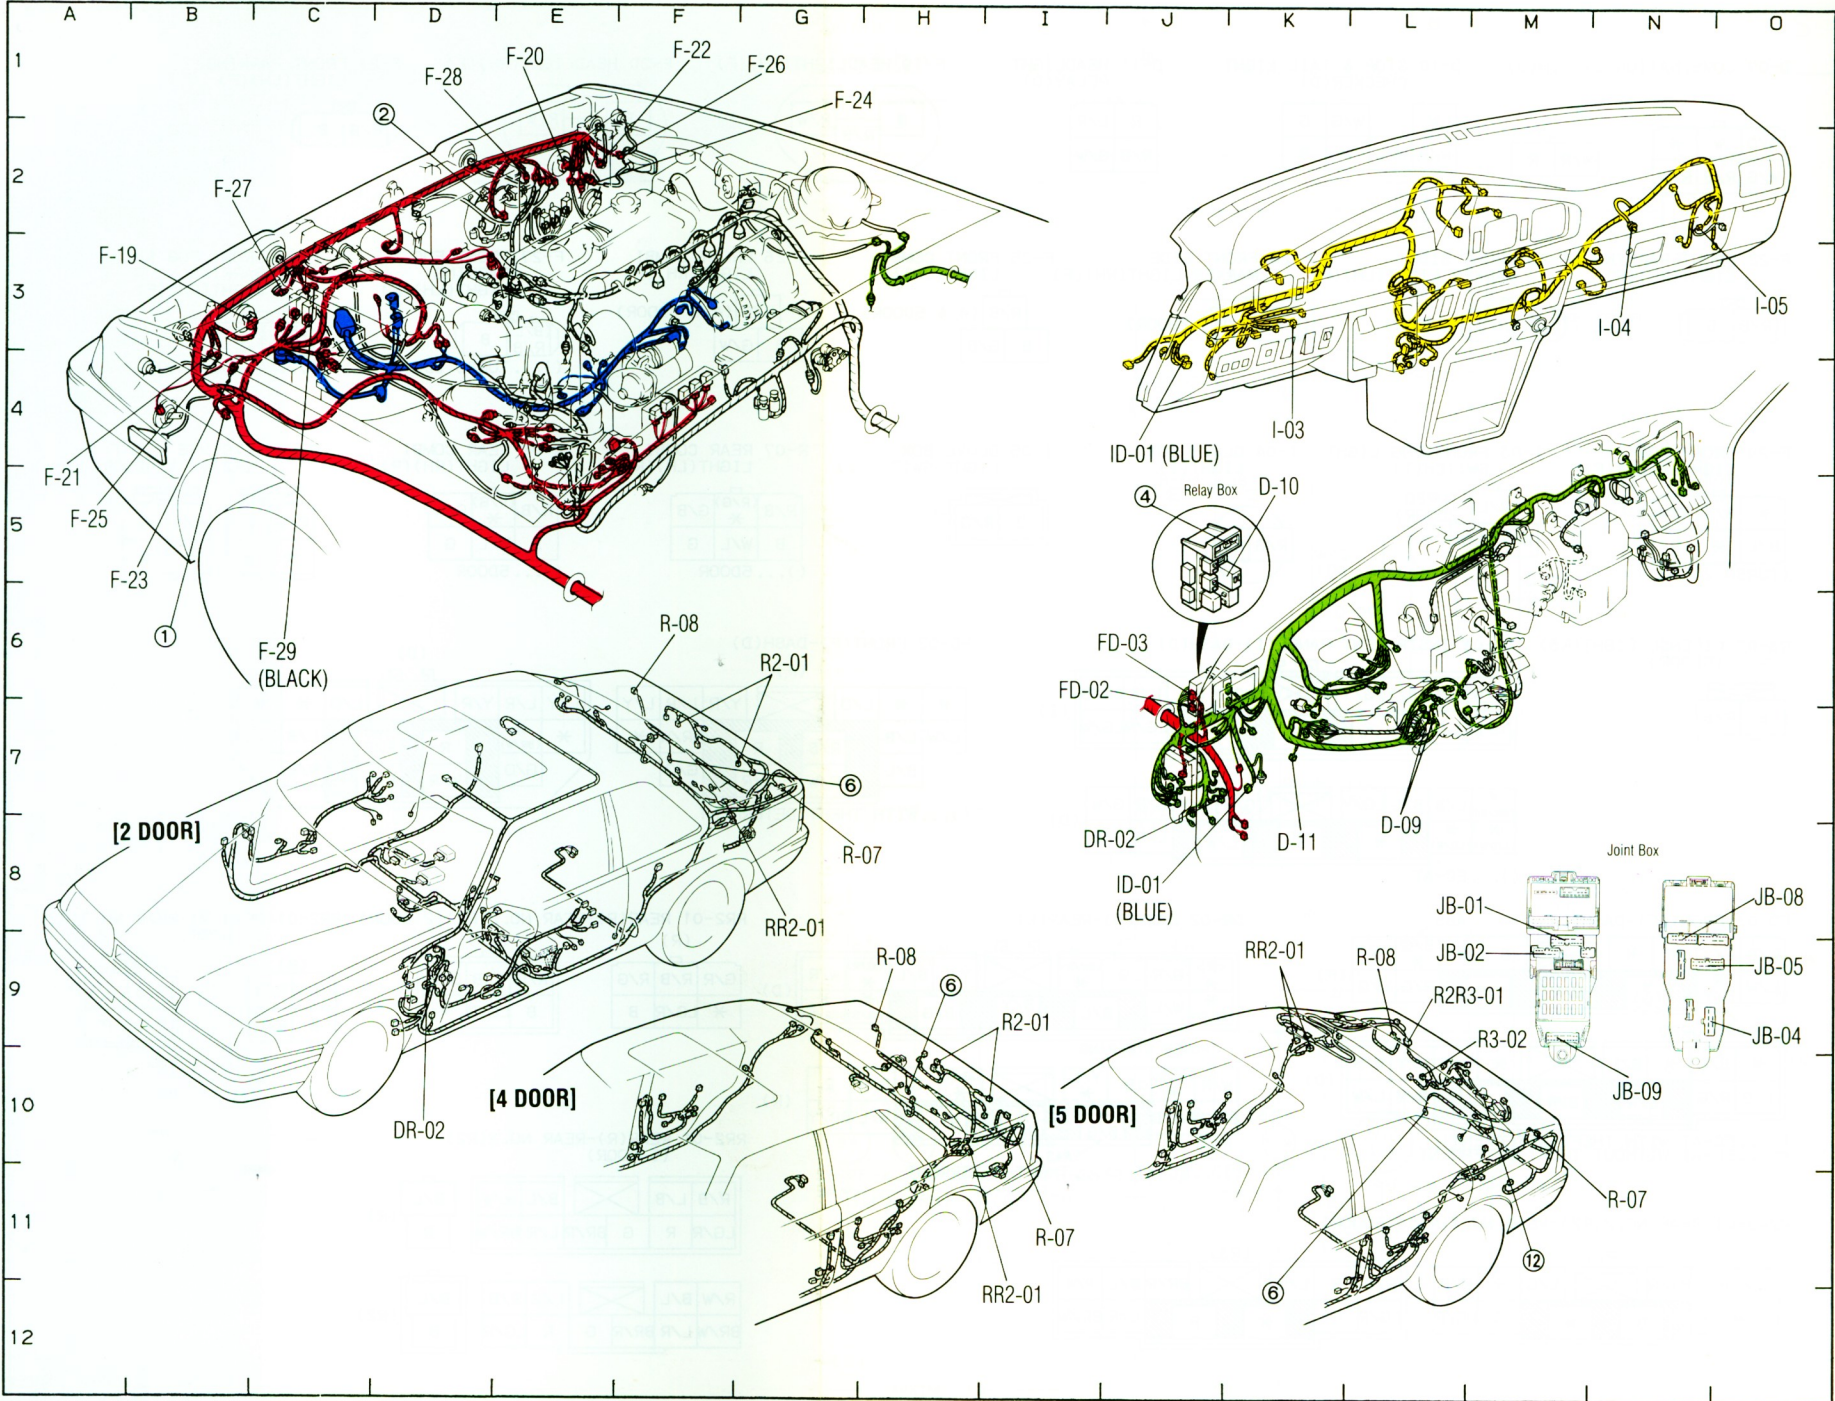 A B C D E F G H I J K L M N O
1
2
3
4
5
6
7
8
9
10
11
12
F-20
F-22
F-28
F-26
②
F-24
F-27
F-19
F-21
F-25
F-23
①
F-29
(BLACK)
I-05
I-04
I-03
ID-01 (BLUE)
④
Relay Box
D-10
FD-03
FD-02
DR-02
D-11
D-09
ID-01
(BLUE)
R-08
R2-01
⑥
[2 DOOR]
R-07
RR2-01
DR-02
Joint Box
JB-01
JB-08
JB-02
JB-05
JB-04
JB-09
R-08
⑥
R2-01
[4 DOOR]
R-07
RR2-01
RR2-01
R-08
R2R3-01
R3-02
[5 DOOR]
R-07
⑫
⑥